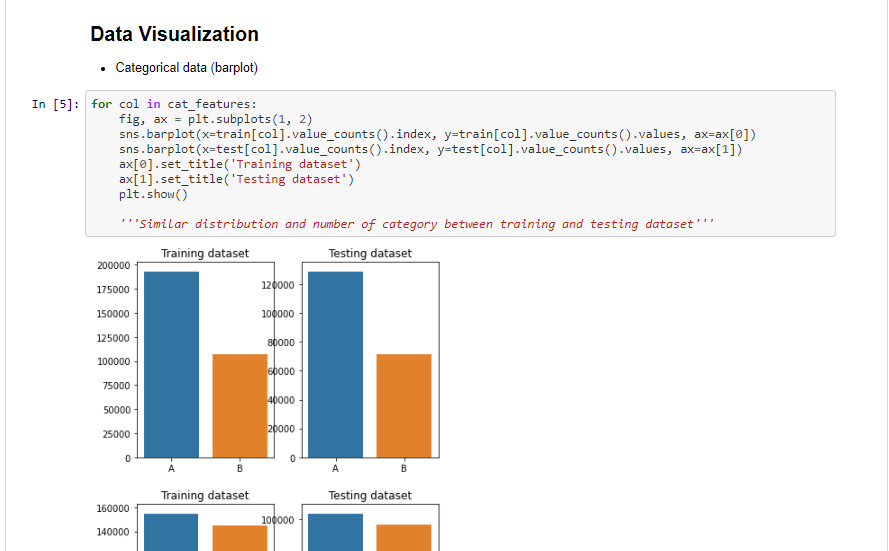 Data Visualization
• Categorical data (barplot)
In [5]: for col in cat_features:
    fig, ax = plt.subplots(1, 2)
    sns.barplot(x=train[col].value_counts().index, y=train[col].value_counts().values, ax=ax[0])
    sns.barplot(x=test[col].value_counts().index, y=test[col].value_counts().values, ax=ax[1])
    ax[0].set_title('Training dataset')
    ax[1].set_title('Testing dataset')
    plt.show()
    '''Similar distribution and number of category between training and testing dataset'''
Training dataset
200000
175000
150000
125000
100000
75000
50000
25000
0
A B
Testing dataset
120000
100000
80000
60000
40000
20000
0
A B
Training dataset
160000
140000
Testing dataset
100000